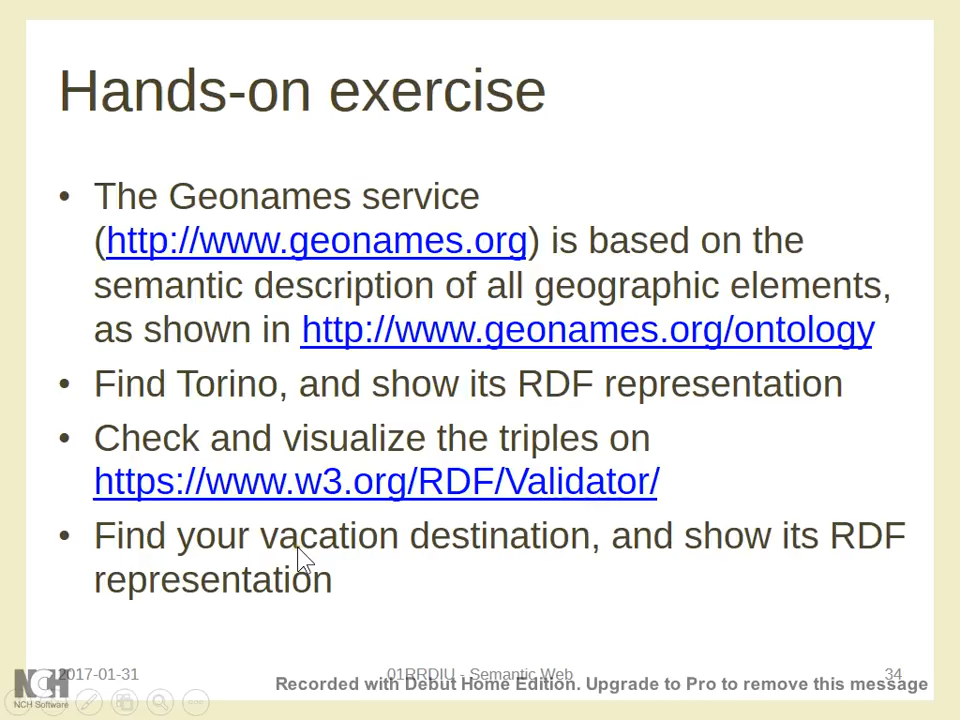 Hands-on exercise
• The Geonames service
(http://www.geonames.org) is based on the
semantic description of all geographic elements,
as shown in http://www.geonames.org/ontology
• Find Torino, and show its RDF representation
• Check and visualize the triples on
https://www.w3.org/RDF/Validator/
• Find your vacation destination, and show its RDF
representation
2017-01-31
01RRDIU - Semantic Web
34
Recorded with Debut Home Edition. Upgrade to Pro to remove this message
NCH
NCH Software